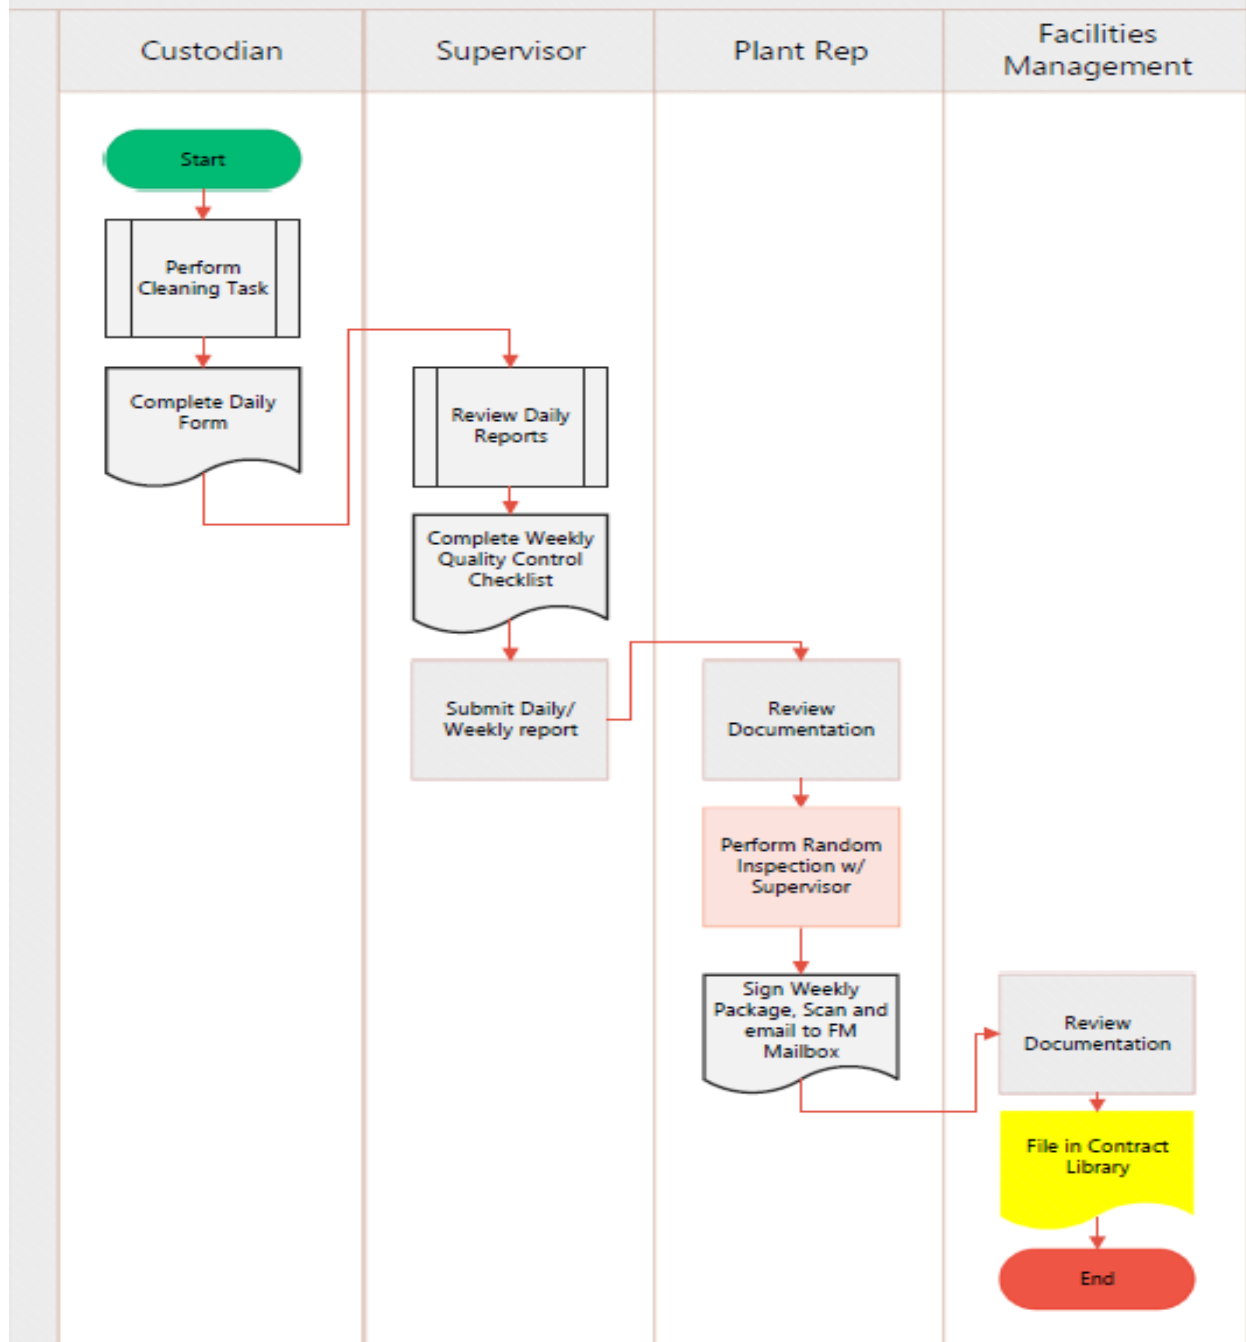 Custodian
Supervisor
Plant Rep
Facilities
Management
Start
Perform
Cleaning Task
Complete Daily
Form
Review Daily
Reports
Complete Weekly
Quality Control
Checklist
Submit Daily/
Weekly report
Review
Documentation
Perform Random
Inspection w/
Supervisor
Sign Weekly
Package, Scan and
email to FM
Mailbox
Review
Documentation
File in Contract
Library
End